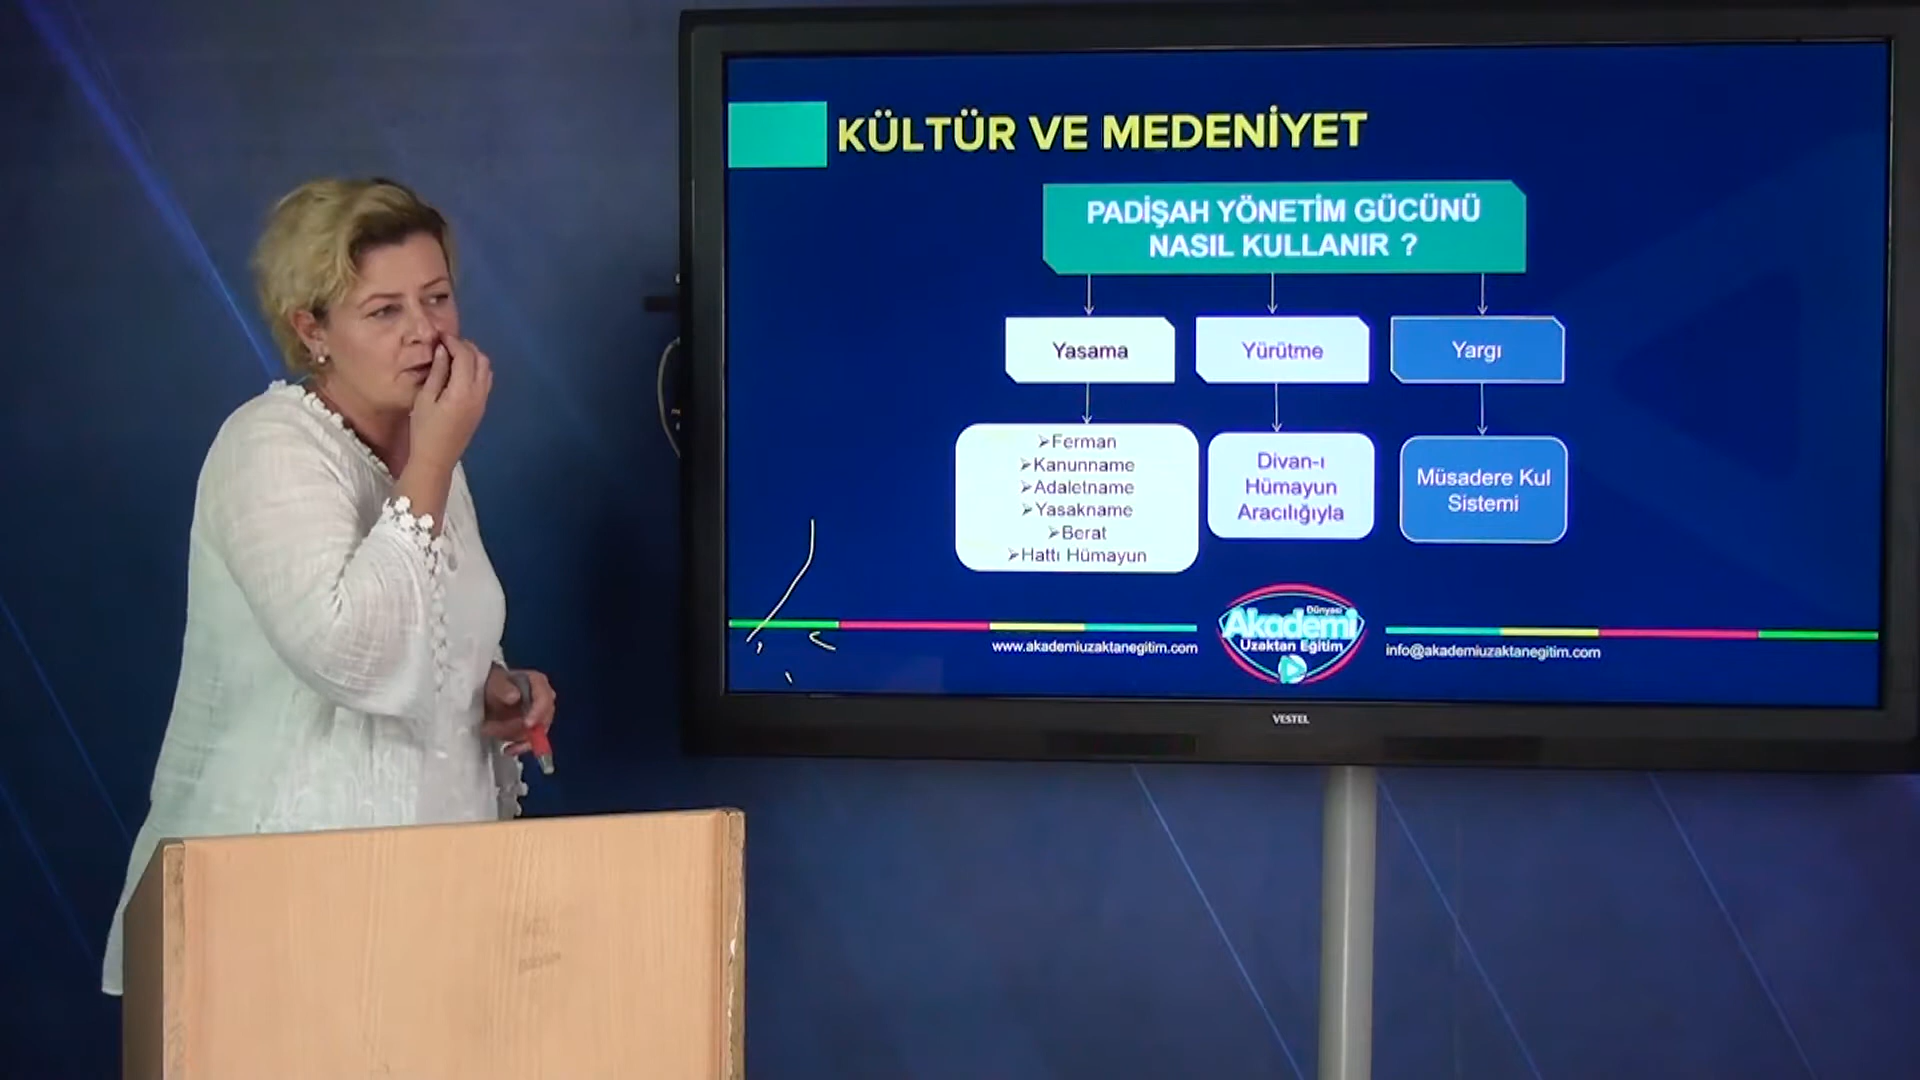 KÜLTÜR VE MEDENİYET
PADİŞAH YÖNETİM GÜCÜNÜ
NASIL KULLANIR ?
Yasama
Yürütme
Yargı
➢Ferman
➢Kanunname
➢Adaletname
➢Yasakname
➢Berat
➢Hattı Hümayun
Divan-ı
Hümayun
Aracılığıyla
Müsadere Kul
Sistemi
www.akademiuzaktanegitim.com
Dünyası
Akademi
Uzaktan Eğitim
info@akademiuzaktanegitim.com
VESTEL